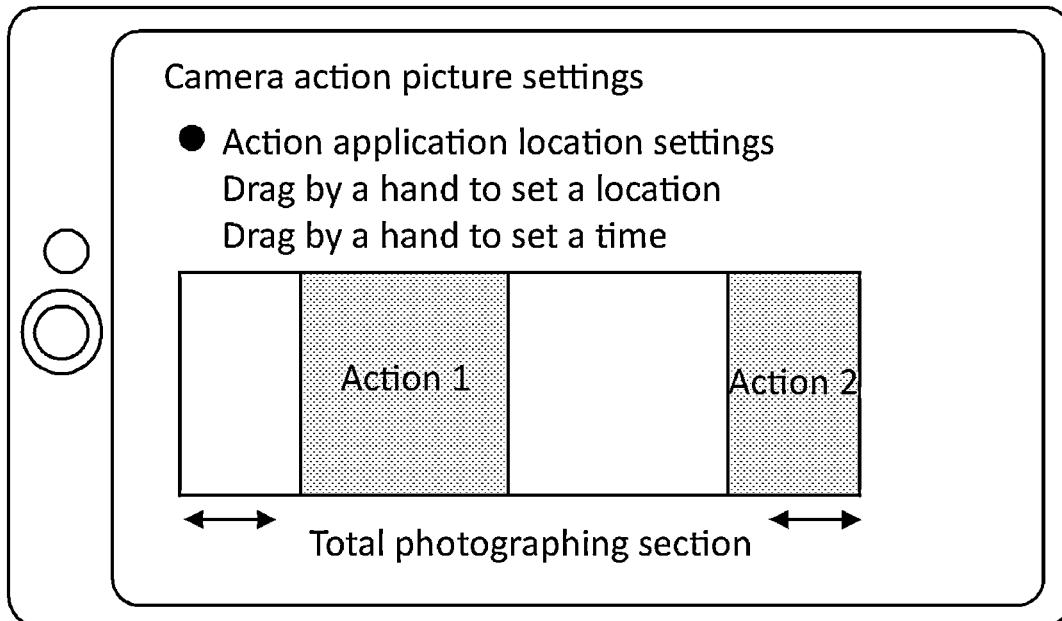 Camera action picture settings
● Action application location settings
Drag by a hand to set a location
Drag by a hand to set a time
Action 1
Action 2
Total photographing section